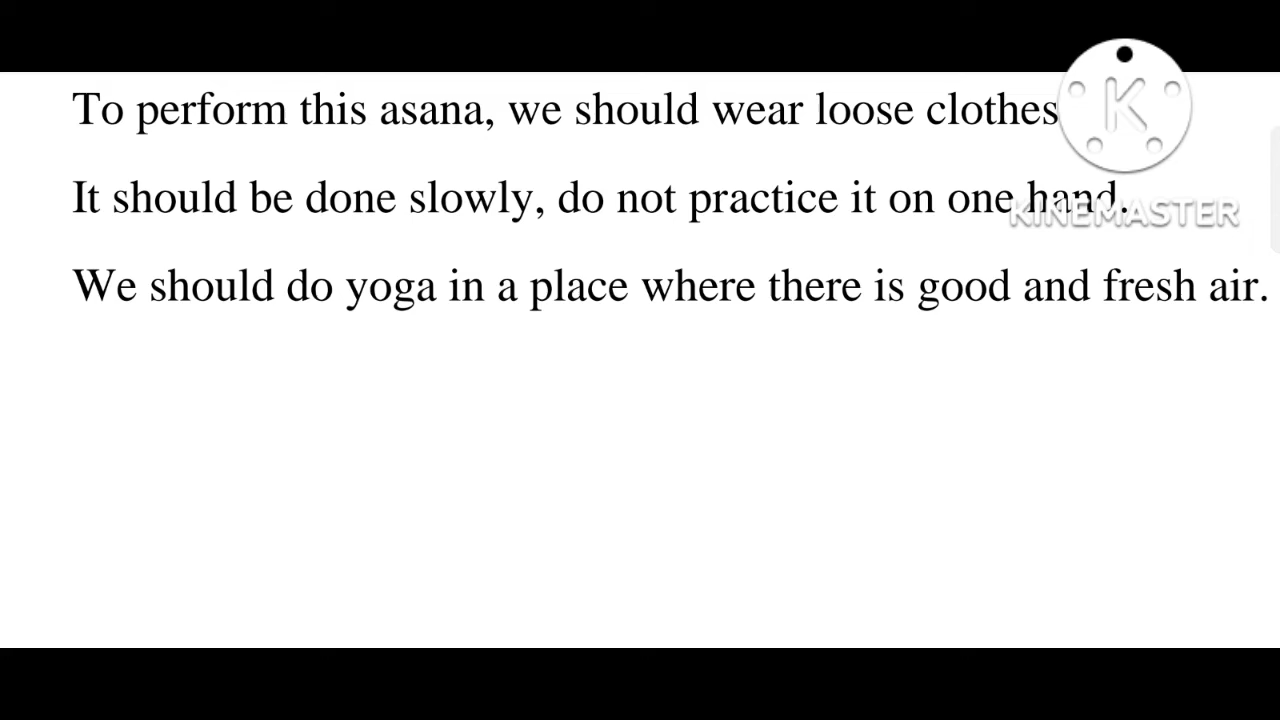 To perform this asana, we should wear loose clothes
It should be done slowly, do not practice it on one hand.
We should do yoga in a place where there is good and fresh air.
K
KINEMASTER